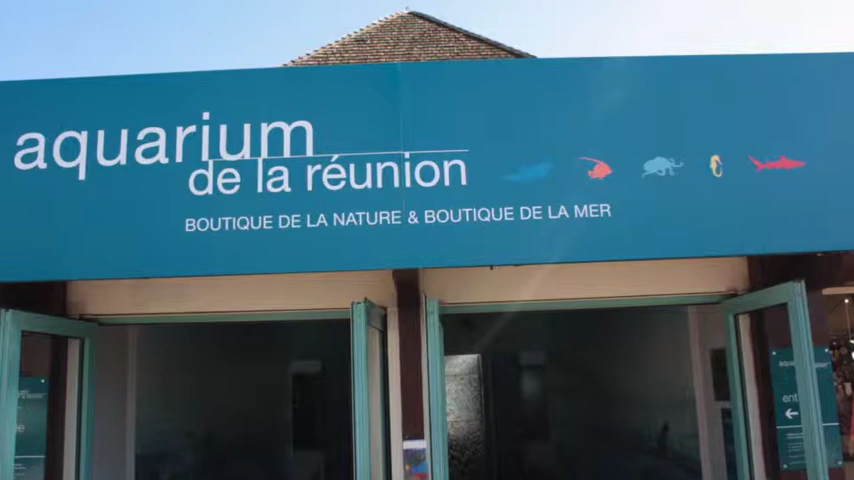 aquarium
de la réunion
BOUTIQUE DE LA NATURE & BOUTIQUE DE LA MER